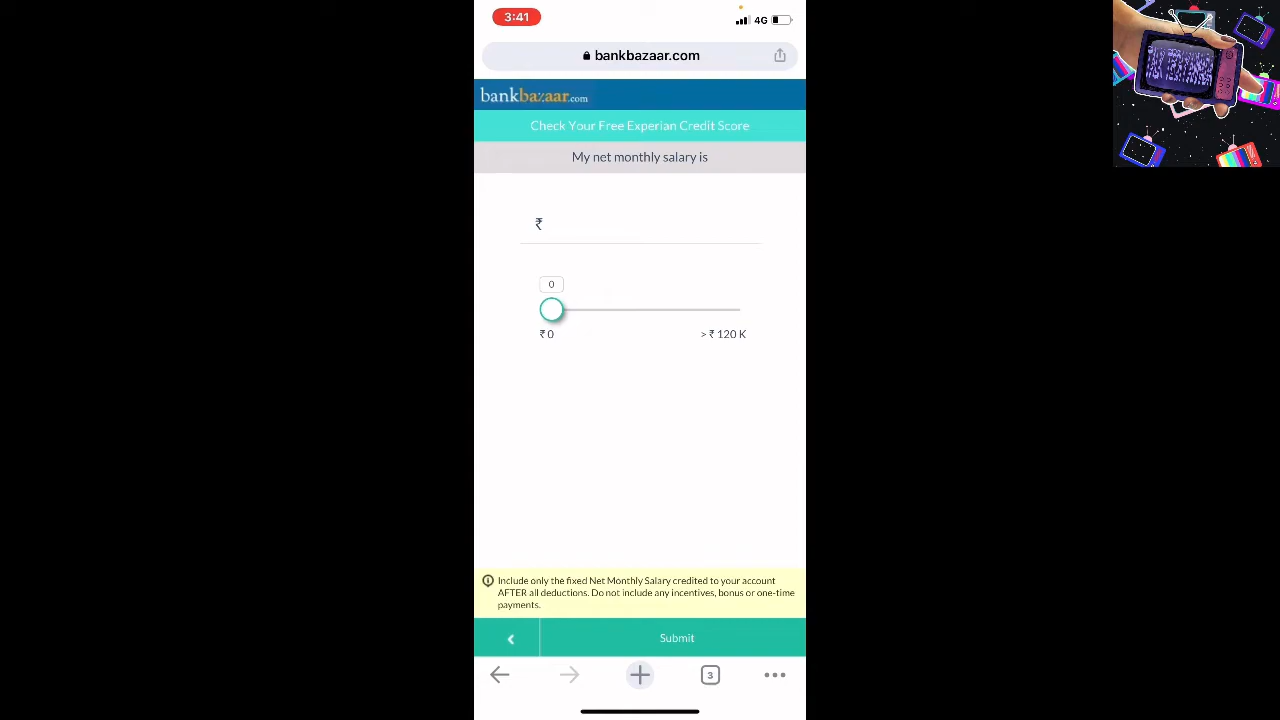 3:41
4G
bankbazaar.com
bankbazaar.com
Check Your Free Experian Credit Score
My net monthly salary is
₹
0
₹ 0
> ₹ 120 K
Include only the fixed Net Monthly Salary credited to your account
AFTER all deductions. Do not include any incentives, bonus or one-time
payments.
Submit
3